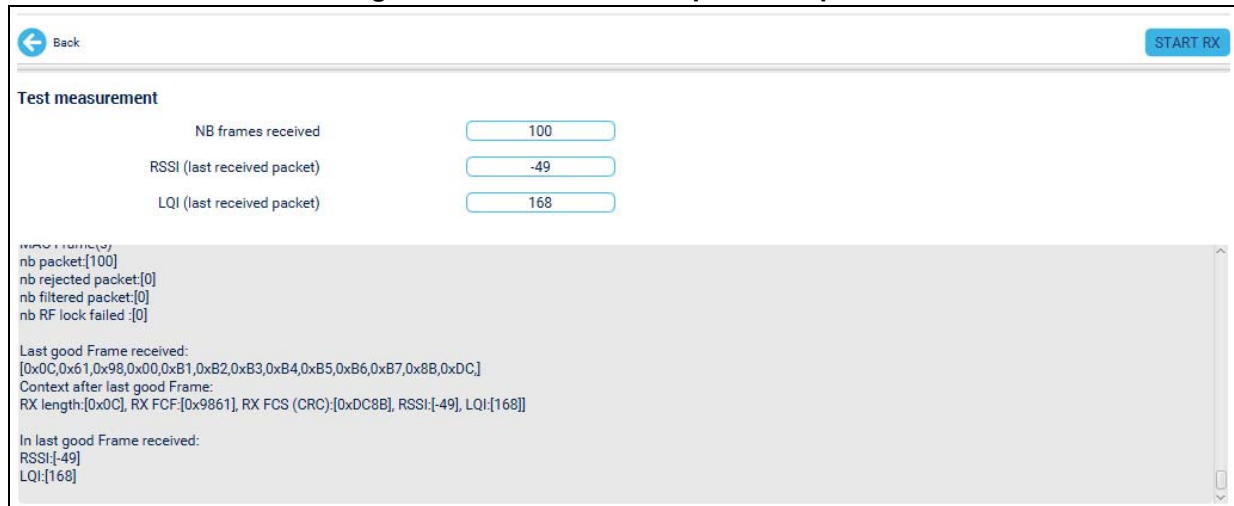 Back
START RX
Test measurement
NB frames received 100
RSSI (last received packet) -49
LQI (last received packet) 168
nb packet:[100]
nb rejected packet:[0]
nb filtered packet:[0]
nb RF lock failed :[0]
Last good Frame received:
[0x0C,0x61,0x98,0x00,0xB1,0xB2,0xB3,0xB4,0xB5,0xB6,0xB7,0x8B,0xDC,]
Context after last good Frame:
RX length:[0x0C], RX FCF:[0x9861], RX FCS (CRC):[0xDC8B], RSSI:[-49], LQI:[168]]
In last good Frame received:
RSSI:[-49]
LQI:[168]